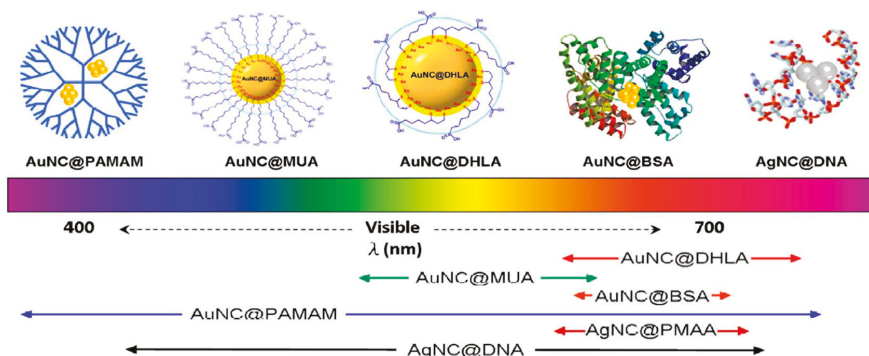 AuNC@MUA
AuNC@DHLA
AuNC@PAMAM
AuNC@MUA
AuNC@DHLA
AuNC@BSA
AgNC@DNA
400
Visible
700
λ (nm)
AuNC@DHLA
AuNC@MUA
AuNC@BSA
AuNC@PAMAM
AgNC@PMAA
AgNC@DNA